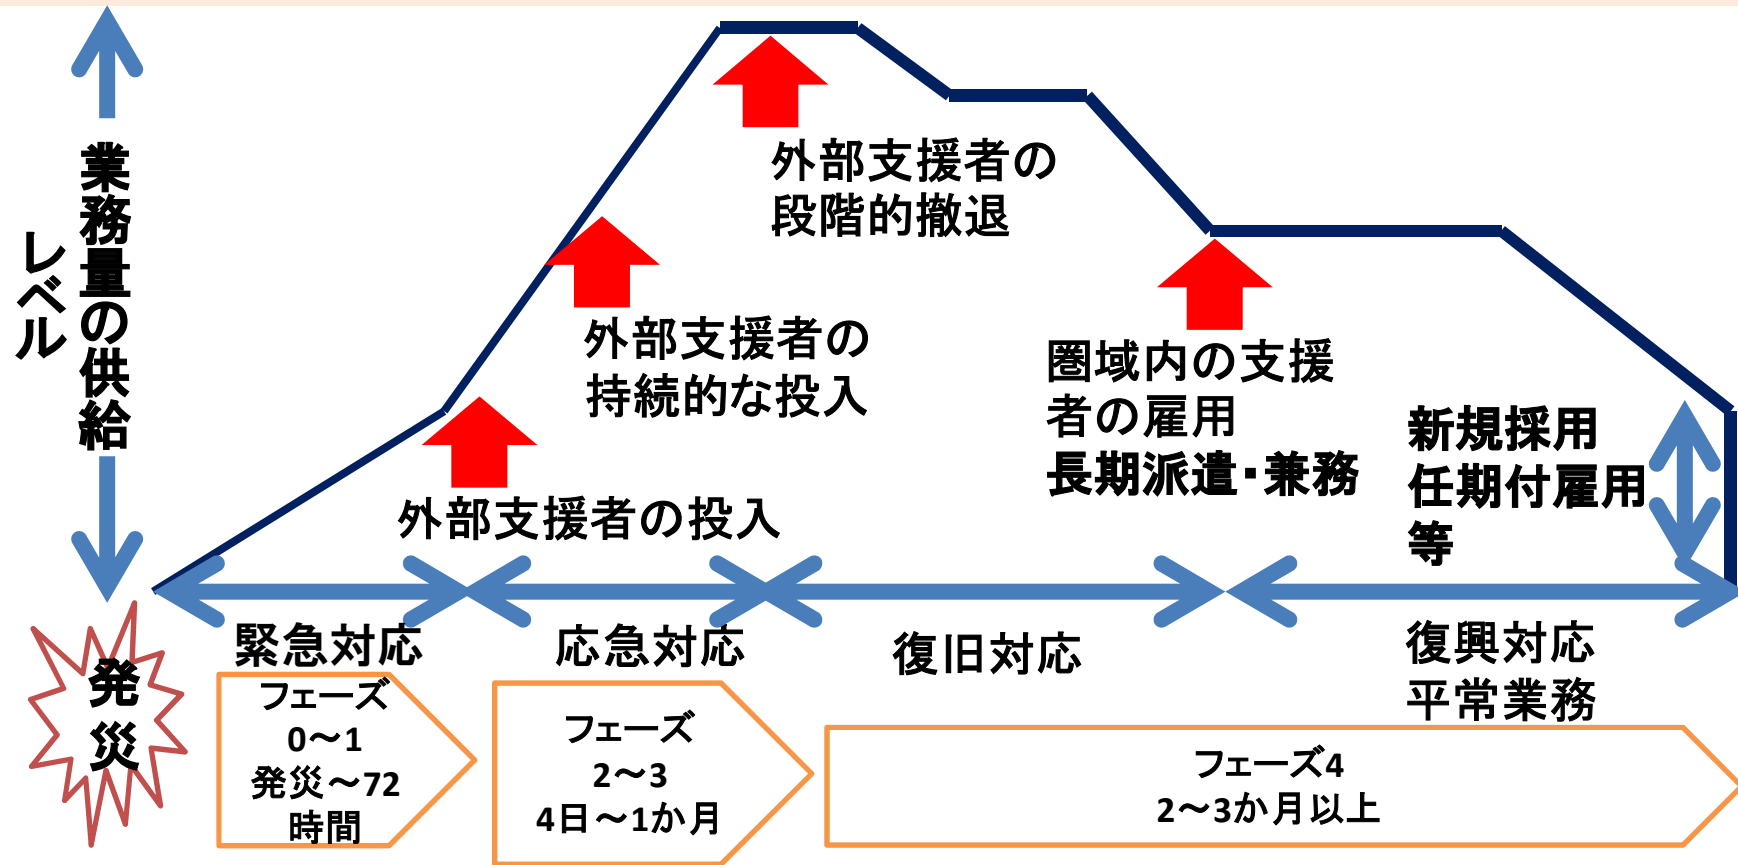 業務量の供給
レベル
外部支援者の
段階的撤退
外部支援者の
持続的な投入
外部支援者の投入
圏域内の支援
者の雇用
長期派遣・兼務
新規採用
任期付雇用
等
発
災
緊急対応
応急対応
復旧対応
復興対応
平常業務
フェーズ
0～1
発災～72
時間
フェーズ
2～3
4日～1か月
フェーズ4
2～3か月以上